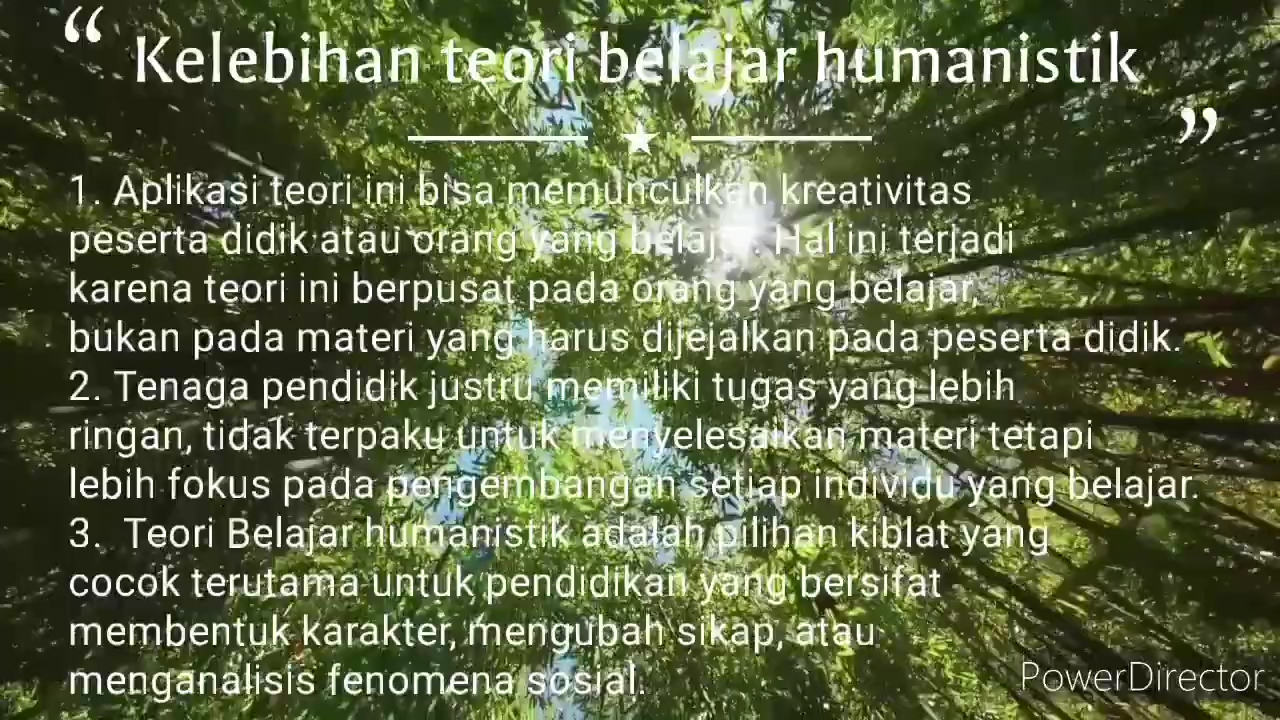 “ Kelebihan teori belajar humanistik ”
1. Aplikasi teori ini bisa memunculkan kreativitas
peserta didik atau orang yang belajar. Hal ini terjadi
karena teori ini berpusat pada orang yang belajar,
bukan pada materi yang harus dijejalkan pada peserta didik.
2. Tenaga pendidik justru memiliki tugas yang lebih
ringan, tidak terpaku untuk menyelesaikan materi tetapi
lebih fokus pada pengembangan setiap individu yang belajar.
3. Teori Belajar humanistik adalah pilihan kiblat yang
cocok terutama untuk pendidikan yang bersifat
membentuk karakter, mengubah sikap, atau
menganalisis fenomena sosial.
PowerDirector